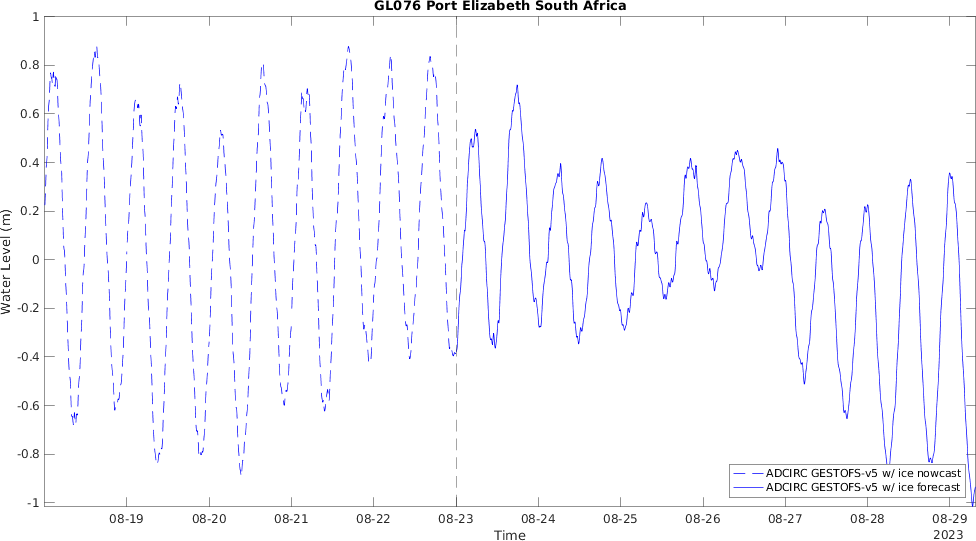 GL076 Port Elizabeth South Africa
1
0.8
0.6
0.4
0.2
0
-0.2
-0.4
-0.6
-0.8
-1
Water Level (m)
ADCIRC GESTOFS-v5 w/ ice nowcast
ADCIRC GESTOFS-v5 w/ ice forecast
08-19 08-20 08-21 08-22 08-23 08-24 08-25 08-26 08-27 08-28 08-29
Time
2023